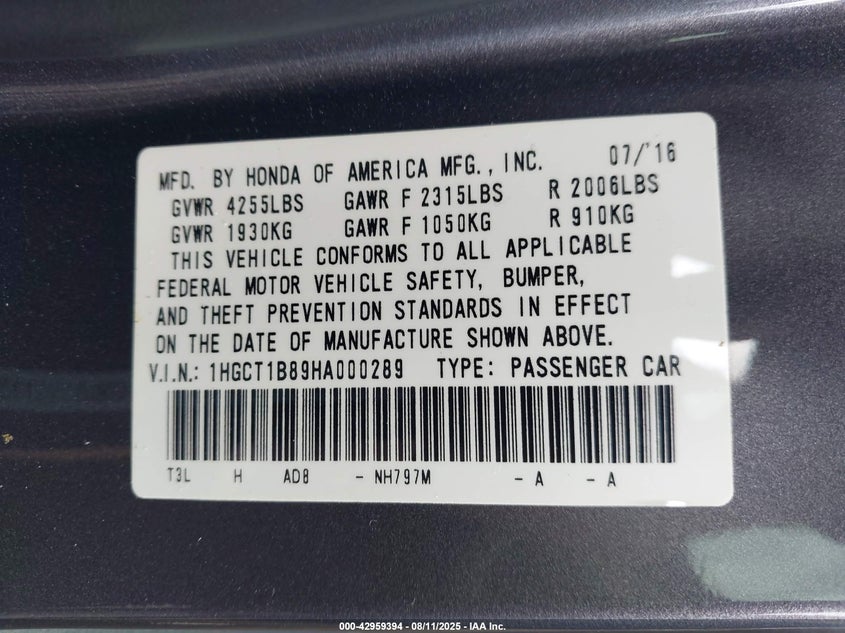 MFD. BY HONDA OF AMERICA MFG., INC. 07/'16
GVWR 4255LBS GAWR F 2315LBS R 2006LBS
GVWR 1930KG GAWR F 1050KG R 910KG
THIS VEHICLE CONFORMS TO ALL APPLICABLE
FEDERAL MOTOR VEHICLE SAFETY, BUMPER,
AND THEFT PREVENTION STANDARDS IN EFFECT
ON THE DATE OF MANUFACTURE SHOWN ABOVE.
V.I.N.: 1HGCT1B89HA000289 TYPE: PASSENGER CAR
T3L H AD8 - NH797M - A - A
000-42959394 - 08/11/2025 - IAA Inc.